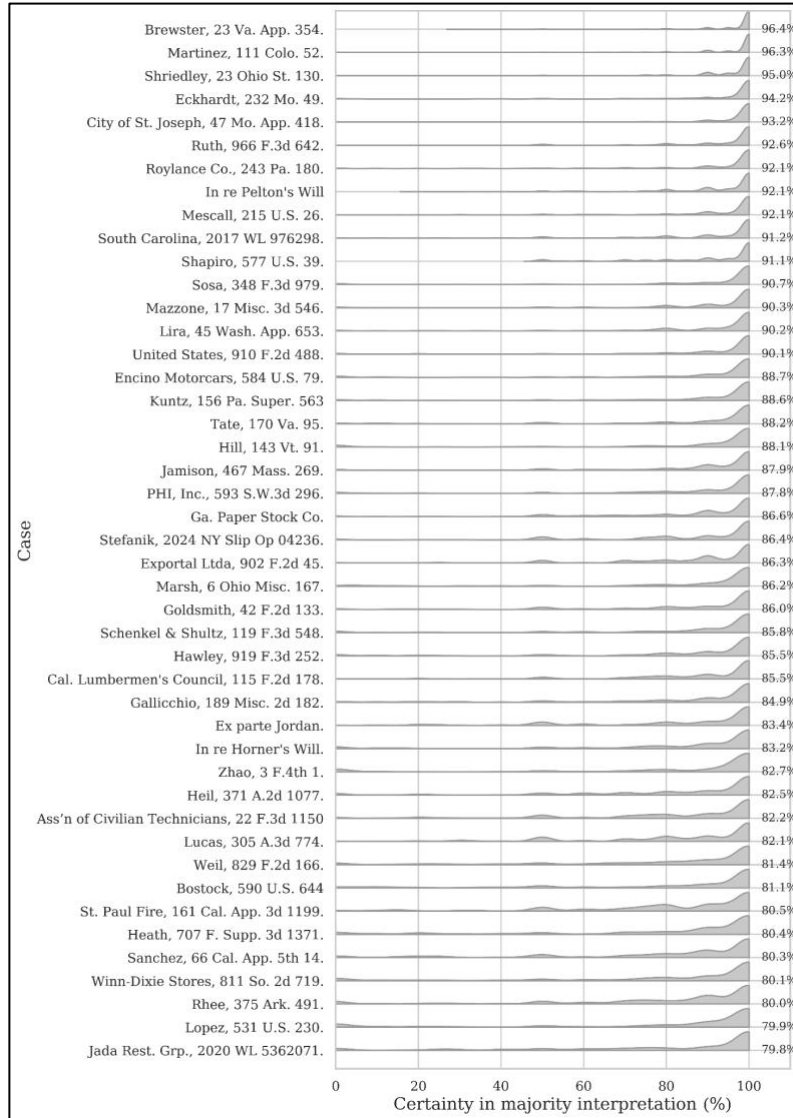 Brewster, 23 Va. App. 354. 96.4%
Martinez, 111 Colo. 52. 96.3%
Shriedley, 23 Ohio St. 130. 95.0%
Eckhardt, 232 Mo. 49. 94.2%
City of St. Joseph, 47 Mo. App. 418. 93.2%
Ruth, 966 F.3d 642. 92.6%
Roylance Co., 243 Pa. 180. 92.1%
In re Pelton's Will 92.1%
Mescall, 215 U.S. 26. 92.1%
South Carolina, 2017 WL 976298. 91.2%
Shapiro, 577 U.S. 39. 91.1%
Sosa, 348 F.3d 979. 90.7%
Mazzone, 17 Misc. 3d 546. 90.3%
Lira, 45 Wash. App. 653. 90.2%
United States, 910 F.2d 488. 90.1%
Encino Motorcars, 584 U.S. 79. 88.7%
Kuntz, 156 Pa. Super. 563 88.6%
Tate, 170 Va. 95. 88.2%
Hill, 143 Vt. 91. 88.1%
Jamison, 467 Mass. 269. 87.9%
PHI, Inc., 593 S.W.3d 296. 87.8%
Ga. Paper Stock Co. 86.6%
Stefanik, 2024 NY Slip Op 04236. 86.4%
Exportal Ltda, 902 F.2d 45. 86.3%
Marsh, 6 Ohio Misc. 167. 86.2%
Goldsmith, 42 F.2d 133. 86.0%
Schenkel & Shultz, 119 F.3d 548. 85.8%
Hawley, 919 F.3d 252. 85.5%
Cal. Lumbermen's Council, 115 F.2d 178. 85.5%
Gallicchio, 189 Misc. 2d 182. 84.9%
Ex parte Jordan. 83.4%
In re Horner's Will. 83.2%
Zhao, 3 F.4th 1. 82.7%
Heil, 371 A.2d 1077. 82.5%
Ass'n of Civilian Technicians, 22 F.3d 1150 82.2%
Lucas, 305 A.3d 774. 82.1%
Weil, 829 F.2d 166. 81.4%
Bostock, 590 U.S. 644 81.1%
St. Paul Fire, 161 Cal. App. 3d 1199. 80.5%
Heath, 707 F. Supp. 3d 1371. 80.4%
Sanchez, 66 Cal. App. 5th 14. 80.3%
Winn-Dixie Stores, 811 So. 2d 719. 80.1%
Rhee, 375 Ark. 491. 80.0%
Lopez, 531 U.S. 230. 79.9%
Jada Rest. Grp., 2020 WL 5362071. 79.8%
Case
0 20 40 60 80 100
Certainty in majority interpretation (%)